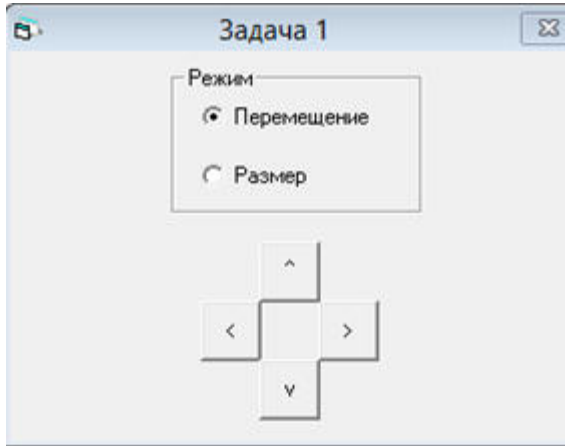 Задача 1
Режим
Перемещение
Размер
^
< >
v